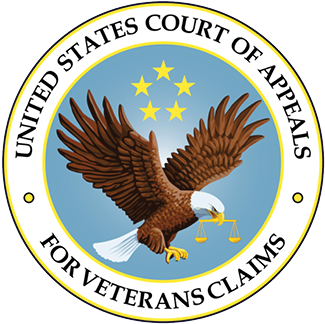 UNITED STATES COURT OF APPEALS
FOR VETERANS CLAIMS